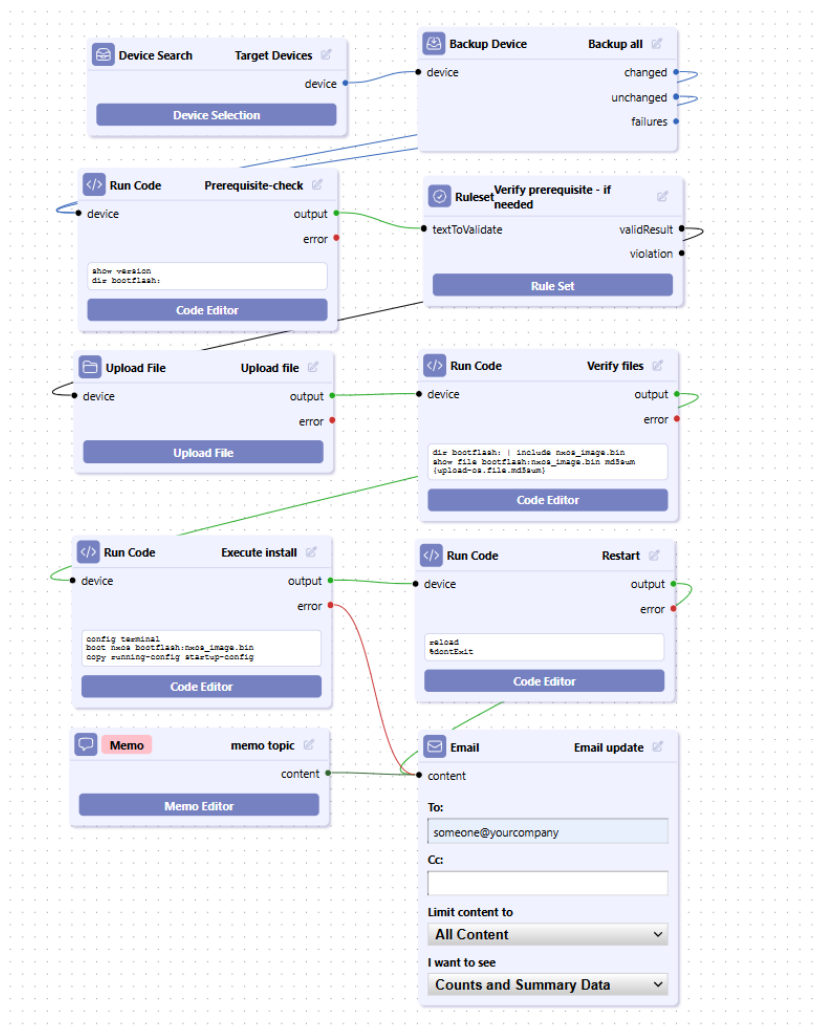 Device Search Target Devices
device
Device Selection
Backup Device Backup all
device changed
unchanged
failures
</> Run Code Prerequisite-check
device output
error
show version
dir bootflash:
Code Editor
Ruleset Verify prerequisite - if
needed
textToValidate validResult
violation
Rule Set
Upload File Upload file
device output
error
Upload File
</> Run Code Verify files
device output
error
dir bootflash: | include nxos_image.bin
show file bootflash:nxos_image.bin md5sum
{upload-os.file.md5sum}
Code Editor
</> Run Code Execute install
device output
error
config terminal
boot nxos bootflash:nxos_image.bin
copy running-config startup-config
Code Editor
</> Run Code Restart
device output
error
reload
%dontExit
Code Editor
Memo memo topic
content
Memo Editor
Email Email update
content
To:
someone@yourcompany
Cc:
Limit content to
All Content
I want to see
Counts and Summary Data